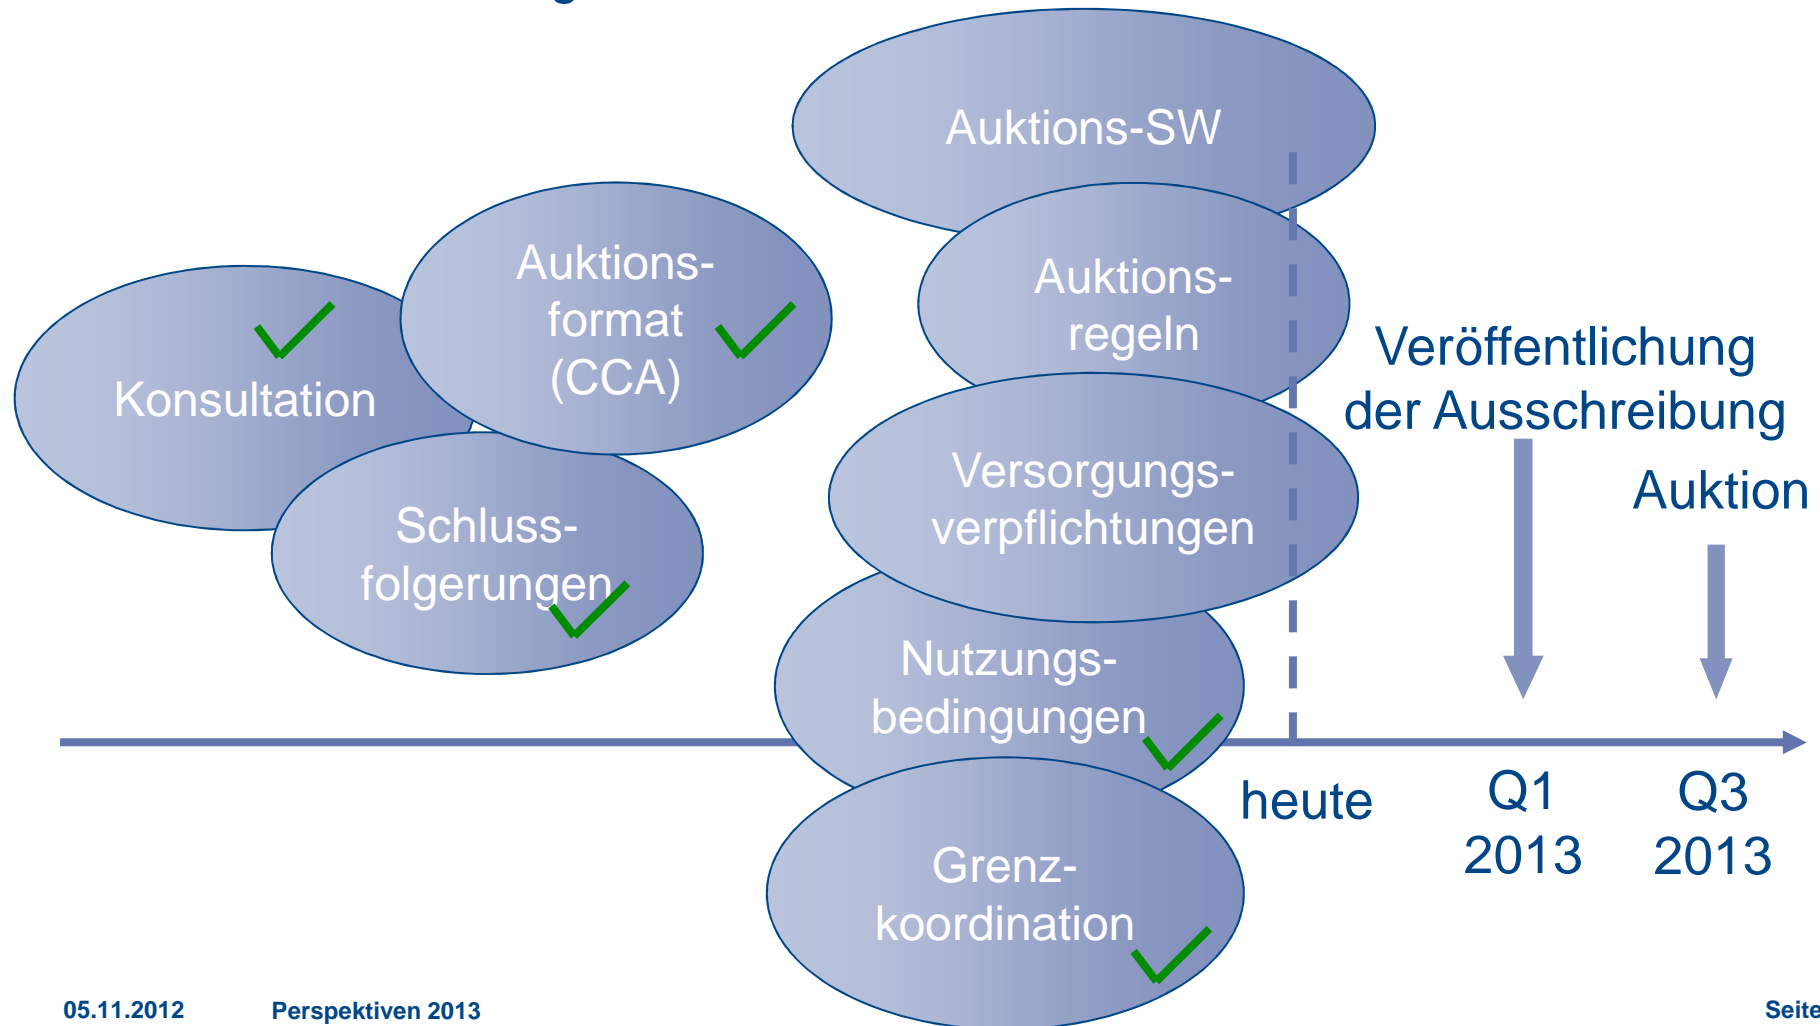 Auktions-SW
Auktions-
format
(CCA)
Auktions-
regeln
Konsultation
Veröffentlichung
der Ausschreibung
Schluss-
folgerungen
Versorgungs-
verpflichtungen
Auktion
Nutzungs-
bedingungen
heute
Q1
2013
Q3
2013
Grenz-
koordination
05.11.2012
Perspektiven 2013
Seite